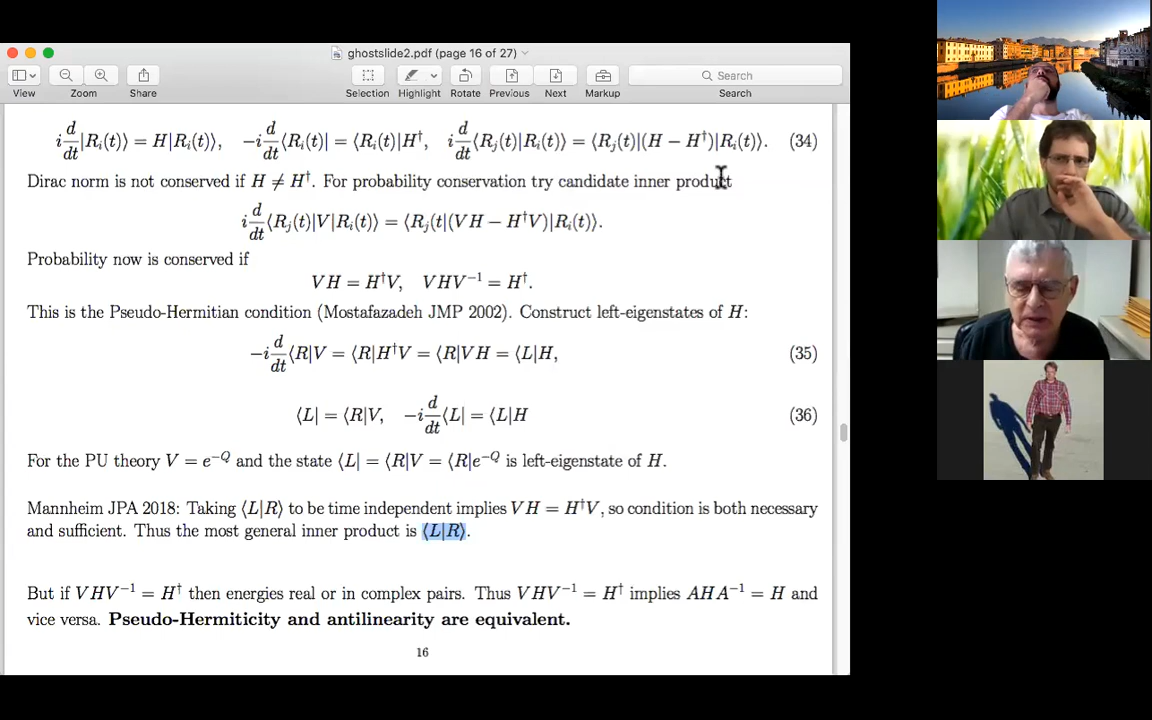 ghostslide2.pdf (page 16 of 27)
View Zoom Share Selection Highlight Rotate Previous Next Markup Search
Search
i d/dt |R_i(t)⟩ = H|R_i(t)⟩, −i d/dt ⟨R_i(t)| = ⟨R_i(t)|H†, i d/dt ⟨R_j(t)|R_i(t)⟩ = ⟨R_j(t)|(H − H†)|R_i(t)⟩. (34)
Dirac norm is not conserved if H ≠ H†. For probability conservation try candidate inner product
i d/dt ⟨R_j(t)|V|R_i(t)⟩ = ⟨R_j(t|(VH − H†V)|R_i(t)⟩.
Probability now is conserved if
VH = H†V, VHV⁻¹ = H†.
This is the Pseudo-Hermitian condition (Mostafazadeh JMP 2002). Construct left-eigenstates of H:
−i d/dt ⟨R|V = ⟨R|H†V = ⟨R|VH = ⟨L|H, (35)
⟨L| = ⟨R|V, −i d/dt ⟨L| = ⟨L|H (36)
For the PU theory V = e^{−Q} and the state ⟨L| = ⟨R|V = ⟨R|e^{−Q} is left-eigenstate of H.
Mannheim JPA 2018: Taking ⟨L|R⟩ to be time independent implies VH = H†V, so condition is both necessary
and sufficient. Thus the most general inner product is ⟨L|R⟩.
But if VHV⁻¹ = H† then energies real or in complex pairs. Thus VHV⁻¹ = H† implies AHA⁻¹ = H and
vice versa. Pseudo-Hermiticity and antilinearity are equivalent.
16